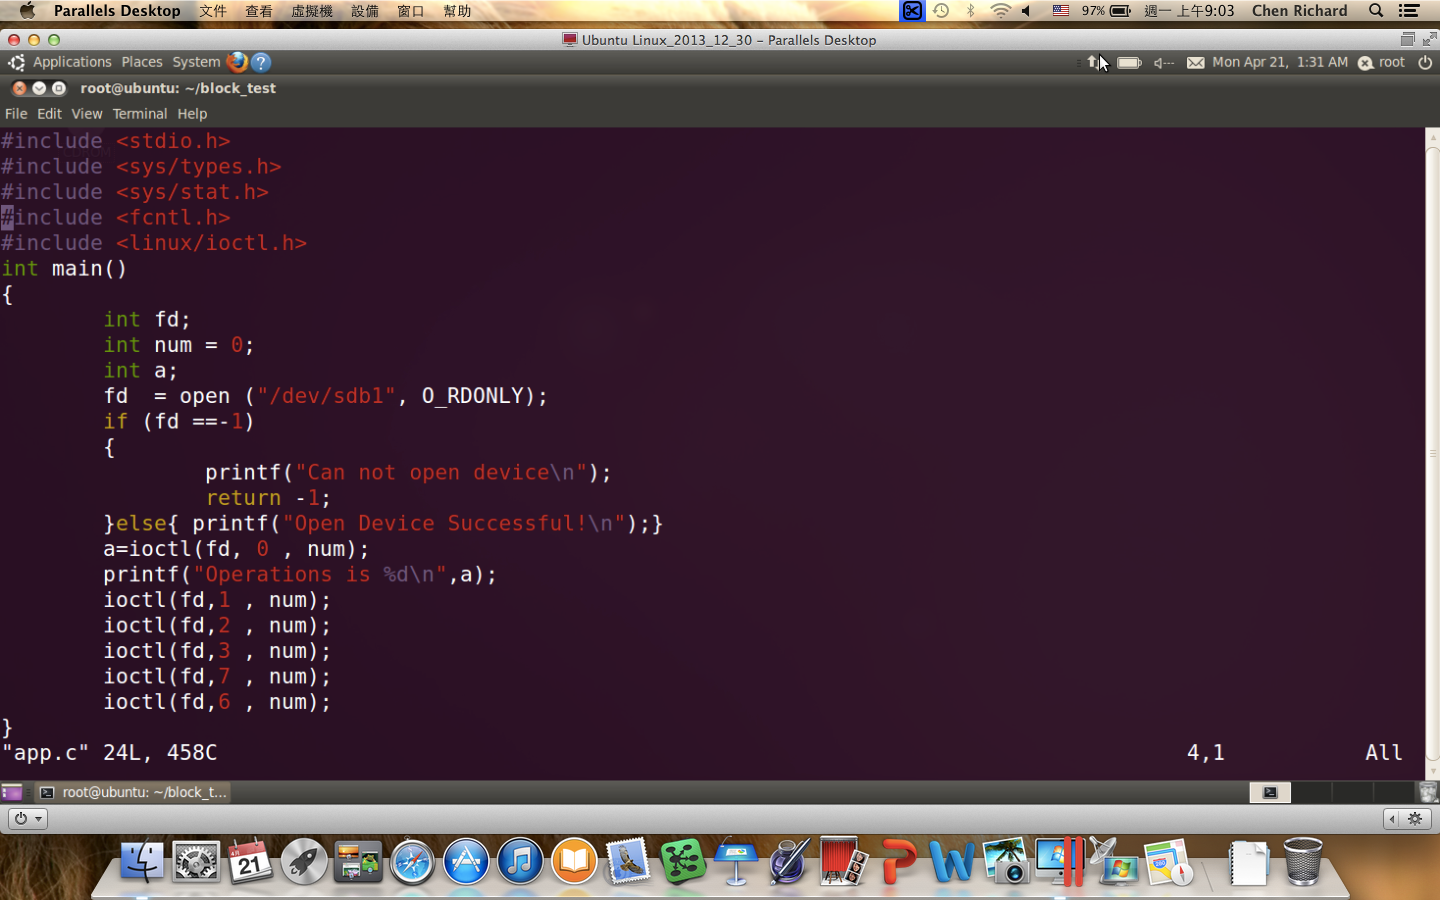 Parallels Desktop 文件 查看 虛擬機 設備 窗口 幫助 97% 週一 上午9:03 Chen Richard
Ubuntu Linux_2013_12_30 – Parallels Desktop
Applications Places System ? Mon Apr 21, 1:31 AM root
root@ubuntu: ~/block_test
File Edit View Terminal Help
#include <stdio.h>
#include <sys/types.h>
#include <sys/stat.h>
#include <fcntl.h>
#include <linux/ioctl.h>
int main()
{
int fd;
int num = 0;
int a;
fd  = open ("/dev/sdb1", O_RDONLY);
if (fd ==-1)
{
printf("Can not open device\n");
return -1;
}else{ printf("Open Device Successful!\n");}
a=ioctl(fd, 0 , num);
printf("Operations is %d\n",a);
ioctl(fd,1 , num);
ioctl(fd,2 , num);
ioctl(fd,3 , num);
ioctl(fd,7 , num);
ioctl(fd,6 , num);
}
"app.c" 24L, 458C 4,1 All
root@ubuntu: ~/block_t...
21